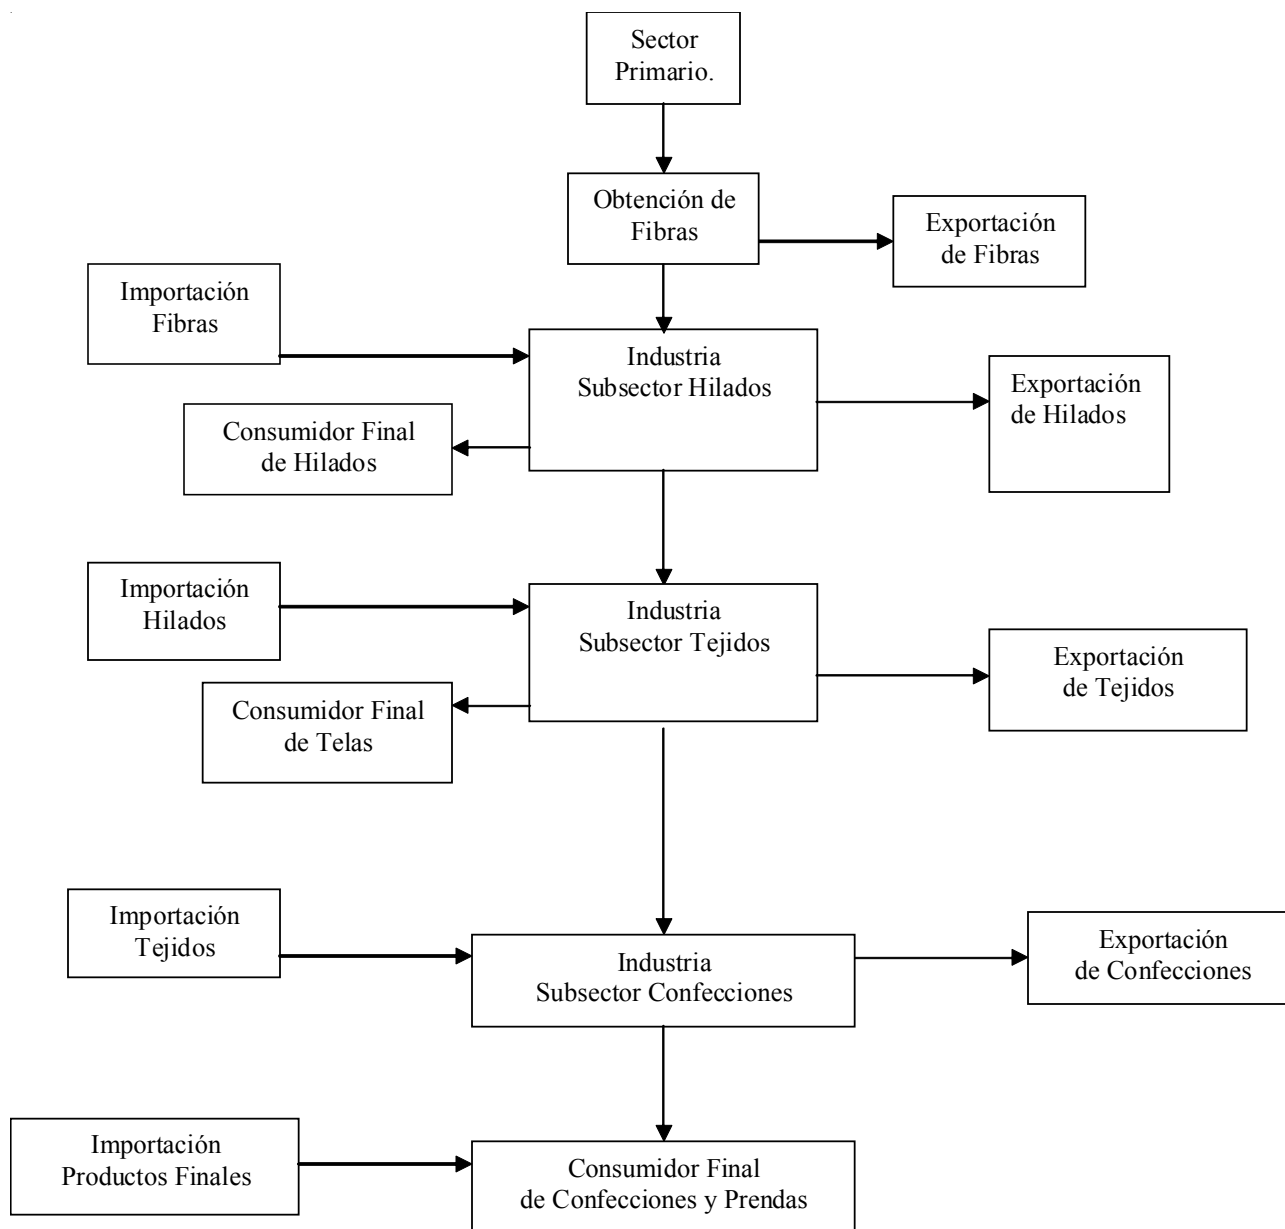 Sector
Primario.
Obtención de
Fibras
Exportación
de Fibras
Importación
Fibras
Industria
Subsector Hilados
Exportación
de Hilados
Consumidor Final
de Hilados
Importación
Hilados
Industria
Subsector Tejidos
Exportación
de Tejidos
Consumidor Final
de Telas
Importación
Tejidos
Industria
Subsector Confecciones
Exportación
de Confecciones
Importación
Productos Finales
Consumidor Final
de Confecciones y Prendas